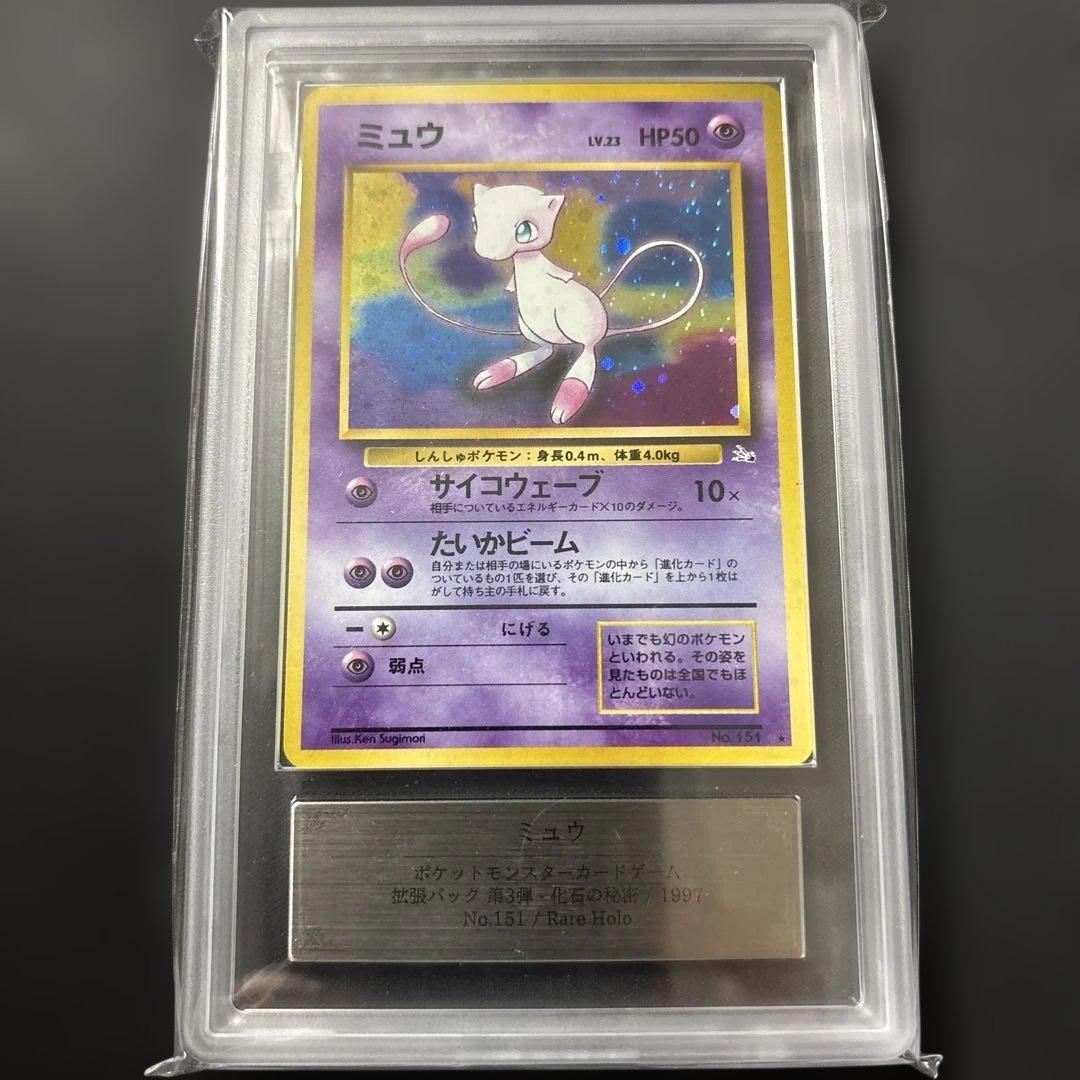 ミュウ LV.23 HP50
しんしゅポケモン：身長0.4m、体重4.0kg
サイコウェーブ 10×
相手についているエネルギーカード×10のダメージ。
たいかビーム
自分または相手の場にいるポケモンの中から「進化カード」の
ついているもの1匹を選び、その「進化カード」を上から1枚は
がして持ち主の手札に戻す。
ー にげる
弱点
いまでも幻のポケモン
といわれる。その姿を
見たものは全国でもほ
とんどいない。
Illus. Ken Sugimori No. 151 ★
ミュウ
ポケットモンスターカードゲーム
拡張パック 第3弾 - 化石の秘密 / 1997
No.151 / Rare Holo